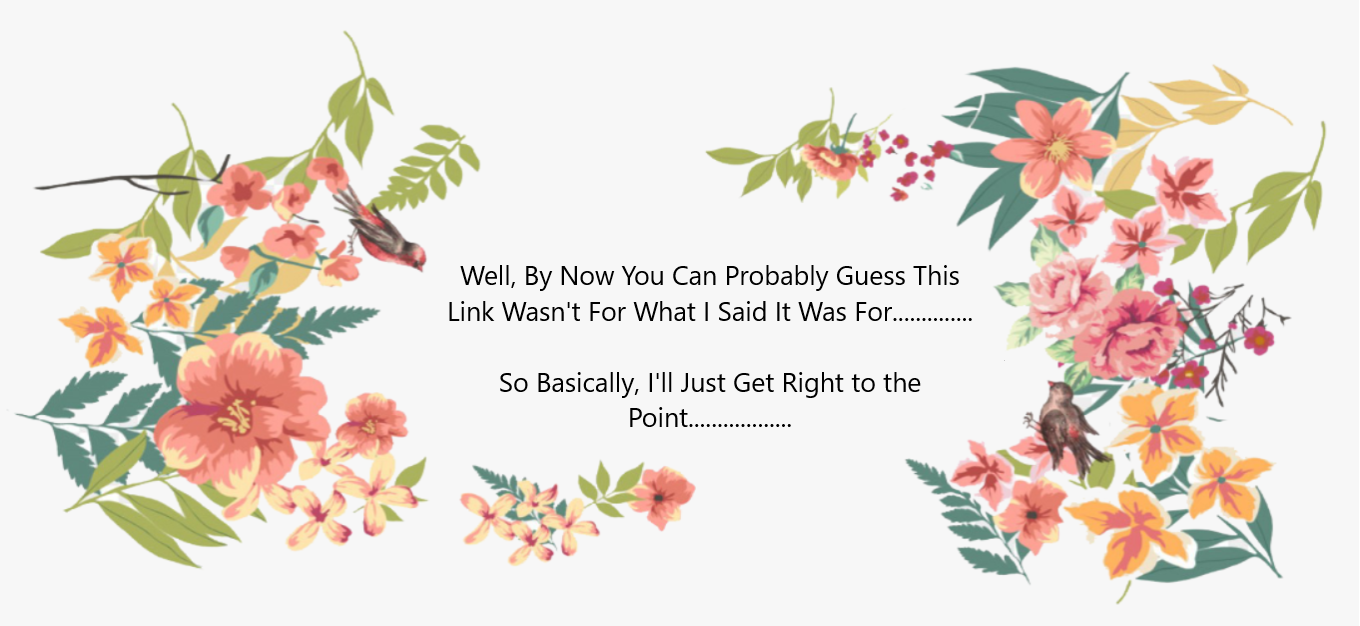 Well, By Now You Can Probably Guess This
Link Wasn't For What I Said It Was For..............
So Basically, I'll Just Get Right to the
Point..................